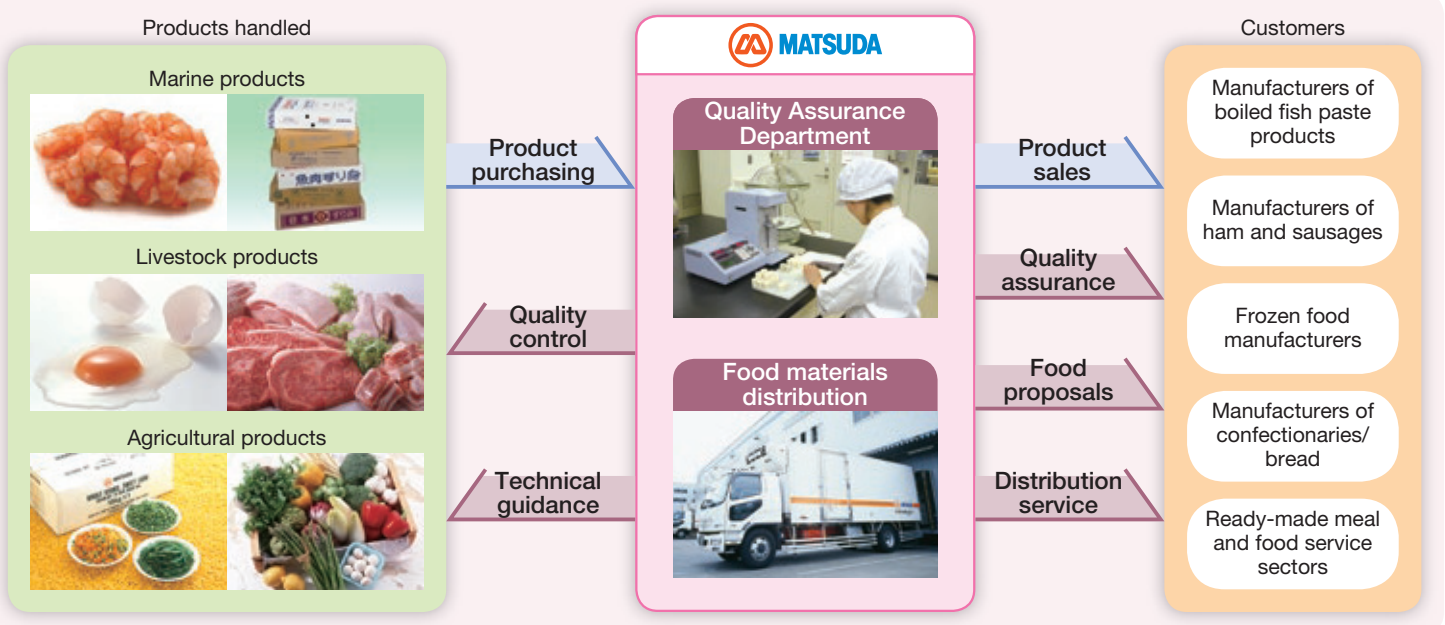 Products handled
Marine products
魚肉すり身
Livestock products
Agricultural products
Product
purchasing
Quality
control
Technical
guidance
MATSUDA
Quality Assurance
Department
Food materials
distribution
Product
sales
Quality
assurance
Food
proposals
Distribution
service
Customers
Manufacturers of
boiled fish paste
products
Manufacturers of
ham and sausages
Frozen food
manufacturers
Manufacturers of
confectionaries/
bread
Ready-made meal
and food service
sectors